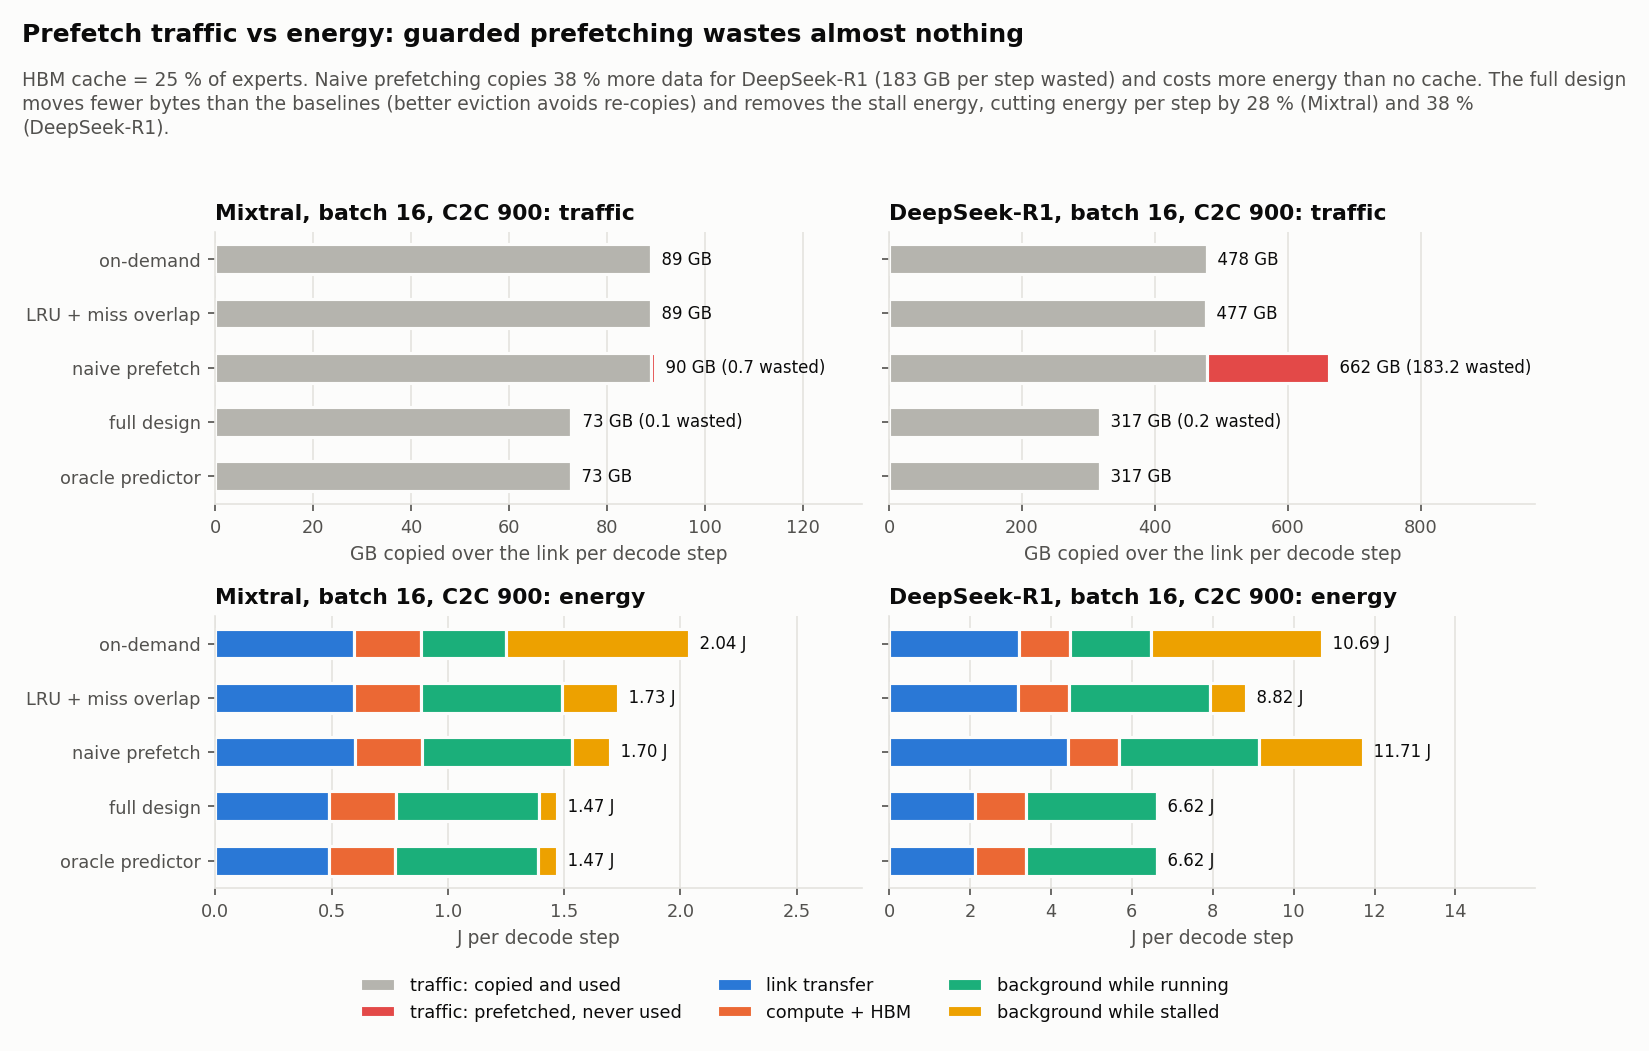 Prefetch traffic vs energy: guarded prefetching wastes almost nothing
HBM cache = 25 % of experts. Naive prefetching copies 38 % more data for DeepSeek-R1 (183 GB per step wasted) and costs more energy than no cache. The full design
moves fewer bytes than the baselines (better eviction avoids re-copies) and removes the stall energy, cutting energy per step by 28 % (Mixtral) and 38 %
(DeepSeek-R1).
Mixtral, batch 16, C2C 900: traffic
on-demand 89 GB
LRU + miss overlap 89 GB
naive prefetch 90 GB (0.7 wasted)
full design 73 GB (0.1 wasted)
oracle predictor 73 GB
0 20 40 60 80 100 120
GB copied over the link per decode step
DeepSeek-R1, batch 16, C2C 900: traffic
478 GB
477 GB
662 GB (183.2 wasted)
317 GB (0.2 wasted)
317 GB
0 200 400 600 800
GB copied over the link per decode step
Mixtral, batch 16, C2C 900: energy
on-demand 2.04 J
LRU + miss overlap 1.73 J
naive prefetch 1.70 J
full design 1.47 J
oracle predictor 1.47 J
0.0 0.5 1.0 1.5 2.0 2.5
J per decode step
DeepSeek-R1, batch 16, C2C 900: energy
10.69 J
8.82 J
11.71 J
6.62 J
6.62 J
0 2 4 6 8 10 12 14
J per decode step
traffic: copied and used
traffic: prefetched, never used
link transfer
compute + HBM
background while running
background while stalled